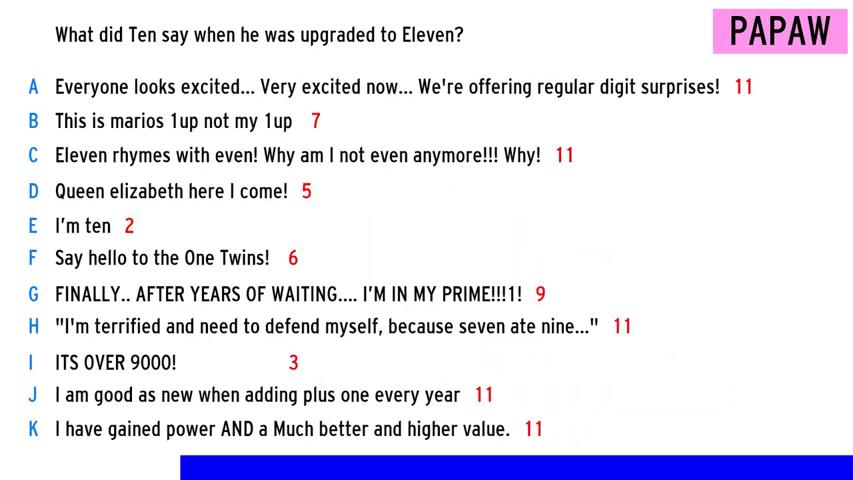 What did Ten say when he was upgraded to Eleven?
PAPAW
A Everyone looks excited... Very excited now... We're offering regular digit surprises! 11
B This is marios 1up not my 1up 7
C Eleven rhymes with even! Why am I not even anymore!!! Why! 11
D Queen elizabeth here I come! 5
E I'm ten 2
F Say hello to the One Twins! 6
G FINALLY.. AFTER YEARS OF WAITING.... I'M IN MY PRIME!!!1! 9
H "I'm terrified and need to defend myself, because seven ate nine..." 11
I ITS OVER 9000! 3
J I am good as new when adding plus one every year 11
K I have gained power AND a Much better and higher value. 11